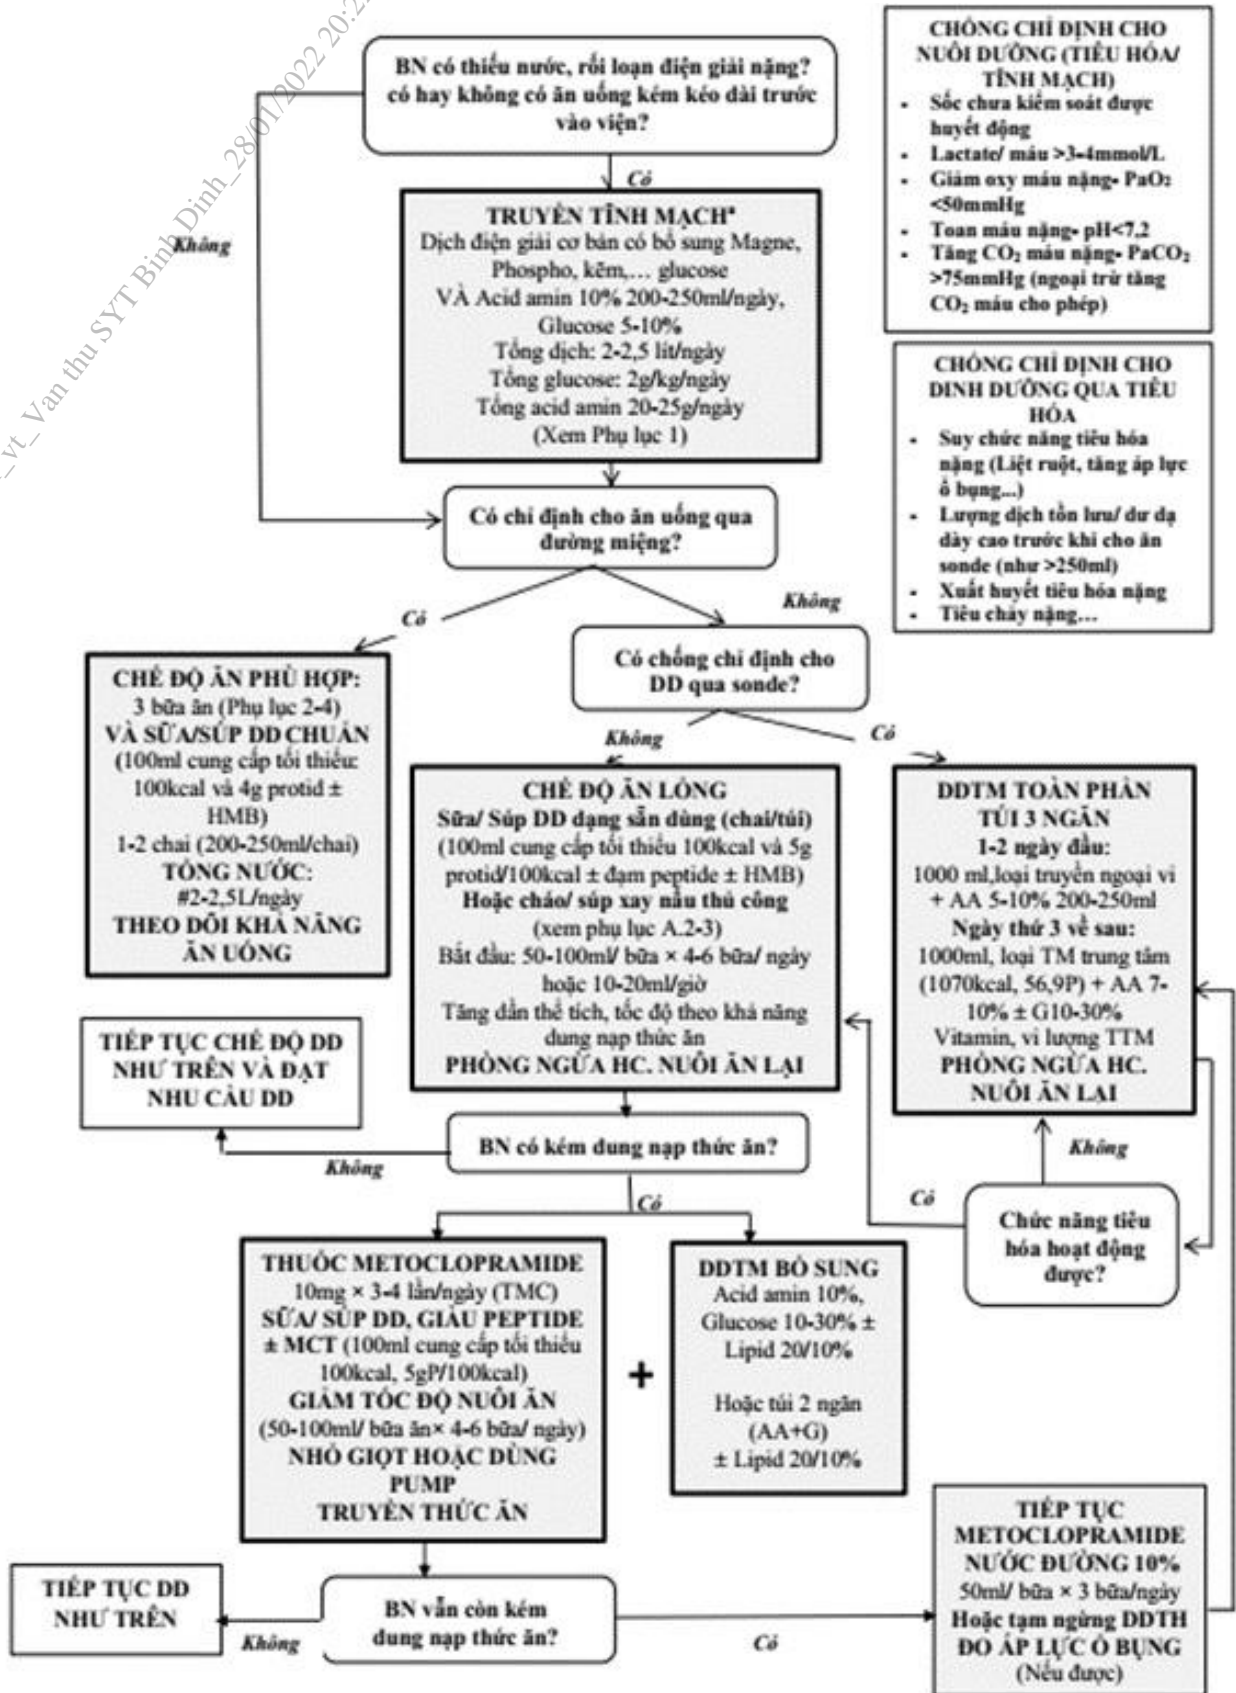 _vt_Van thu SYT Binh Dinh_28/01/2022 20:2
BN có thiếu nước, rối loạn điện giải nặng?
có hay không có ăn uống kém kéo dài trước
vào viện?
Không
Có
TRUYỀN TĨNH MẠCHª
Dịch điện giải cơ bản có bổ sung Magne,
Phospho, kẽm,... glucose
VÀ Acid amin 10% 200-250ml/ngày,
Glucose 5-10%
Tổng dịch: 2-2,5 lít/ngày
Tổng glucose: 2g/kg/ngày
Tổng acid amin 20-25g/ngày
(Xem Phụ lục 1)
CHỐNG CHỈ ĐỊNH CHO
NUÔI DƯỠNG (TIÊU HÓA/
TĨNH MẠCH)
- Sốc chưa kiểm soát được
huyết động
- Lactate/ máu >3-4mmol/L
- Giảm oxy máu nặng- PaO₂
<50mmHg
- Toan máu nặng- pH<7,2
- Tăng CO₂ máu nặng- PaCO₂
>75mmHg (ngoại trừ tăng
CO₂ máu cho phép)
CHỐNG CHỈ ĐỊNH CHO
DINH DƯỠNG QUA TIÊU
HÓA
- Suy chức năng tiêu hóa
nặng (Liệt ruột, tăng áp lực
ổ bụng...)
- Lượng dịch tồn lưu/ dư dạ
dày cao trước khi cho ăn
sonde (như >250ml)
- Xuất huyết tiêu hóa nặng
- Tiêu chảy nặng...
Có chỉ định cho ăn uống qua
đường miệng?
Có
Không
CHẾ ĐỘ ĂN PHÙ HỢP:
3 bữa ăn (Phụ lục 2-4)
VÀ SỮA/SÚP DD CHUẨN
(100ml cung cấp tối thiểu:
100kcal và 4g protid ±
HMB)
1-2 chai (200-250ml/chai)
TỔNG NƯỚC:
#2-2,5L/ngày
THEO DÕI KHẢ NĂNG
ĂN UỐNG
Có chống chỉ định cho
DD qua sonde?
Không
Có
CHẾ ĐỘ ĂN LỎNG
Sữa/ Súp DD dạng sẵn dùng (chai/túi)
(100ml cung cấp tối thiểu 100kcal và 5g
protid/100kcal ± đạm peptide ± HMB)
Hoặc cháo/ súp xay nấu thủ công
(xem phụ lục A.2-3)
Bắt đầu: 50-100ml/ bữa × 4-6 bữa/ ngày
hoặc 10-20ml/giờ
Tăng dần thể tích, tốc độ theo khả năng
dung nạp thức ăn
PHÒNG NGỪA HC. NUÔI ĂN LẠI
DDTM TOÀN PHẦN
TÚI 3 NGĂN
1-2 ngày đầu:
1000 ml,loại truyền ngoại vi
+ AA 5-10% 200-250ml
Ngày thứ 3 về sau:
1000ml, loại TM trung tâm
(1070kcal, 56,9P) + AA 7-
10% ± G10-30%
Vitamin, vi lượng TTM
PHÒNG NGỪA HC.
NUÔI ĂN LẠI
TIẾP TỤC CHẾ ĐỘ DD
NHƯ TRÊN VÀ ĐẠT
NHU CẦU DD
BN có kém dung nạp thức ăn?
Không
Có
Không
Có
Chức năng tiêu
hóa hoạt động
được?
THUỐC METOCLOPRAMIDE
10mg × 3-4 lần/ngày (TMC)
SỮA/ SÚP DD, GIÀU PEPTIDE
± MCT (100ml cung cấp tối thiểu
100kcal, 5gP/100kcal)
GIẢM TỐC ĐỘ NUÔI ĂN
(50-100ml/ bữa ăn× 4-6 bữa/ ngày)
NHỎ GIỌT HOẶC DÙNG
PUMP
TRUYỀN THỨC ĂN
+
DDTM BỔ SUNG
Acid amin 10%,
Glucose 10-30% ±
Lipid 20/10%
Hoặc túi 2 ngăn
(AA+G)
± Lipid 20/10%
TIẾP TỤC DD
NHƯ TRÊN
Không
BN vẫn còn kém
dung nạp thức ăn?
Có
TIẾP TỤC
METOCLOPRAMIDE
NƯỚC ĐƯỜNG 10%
50ml/ bữa × 3 bữa/ngày
Hoặc tạm ngừng DDTH
ĐO ÁP LỰC Ổ BỤNG
(Nếu được)